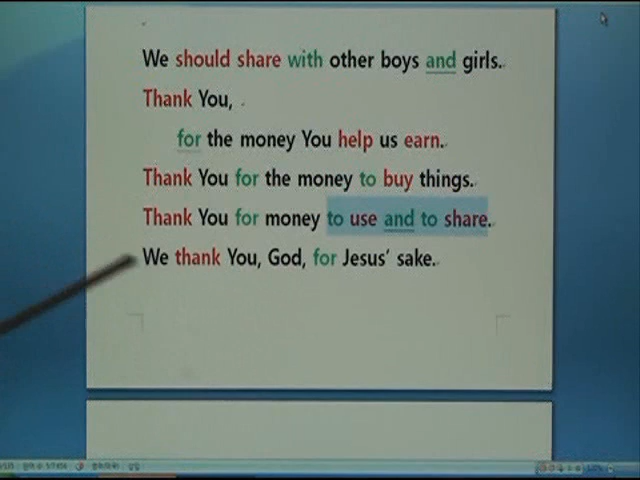 We should share with other boys and girls.
Thank You,
for the money You help us earn.
Thank You for the money to buy things.
Thank You for money to use and to share.
We thank You, God, for Jesus' sake.